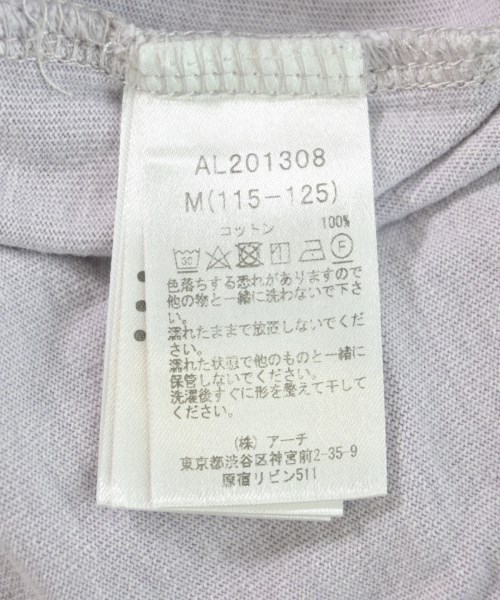 AL201308
M(115-125)
コットン 100%
30 F
色落ちする恐れがありますので
他の物と一緒に洗わないで下さ
い。
濡れたままで放置しないでくだ
さい。
濡れた状態で他のものと一緒に
保管しないでください。
洗濯後すぐに形を整えて干して
ください。
(株) アーチ
東京都渋谷区神宮前2-35-9
原宿リビン511